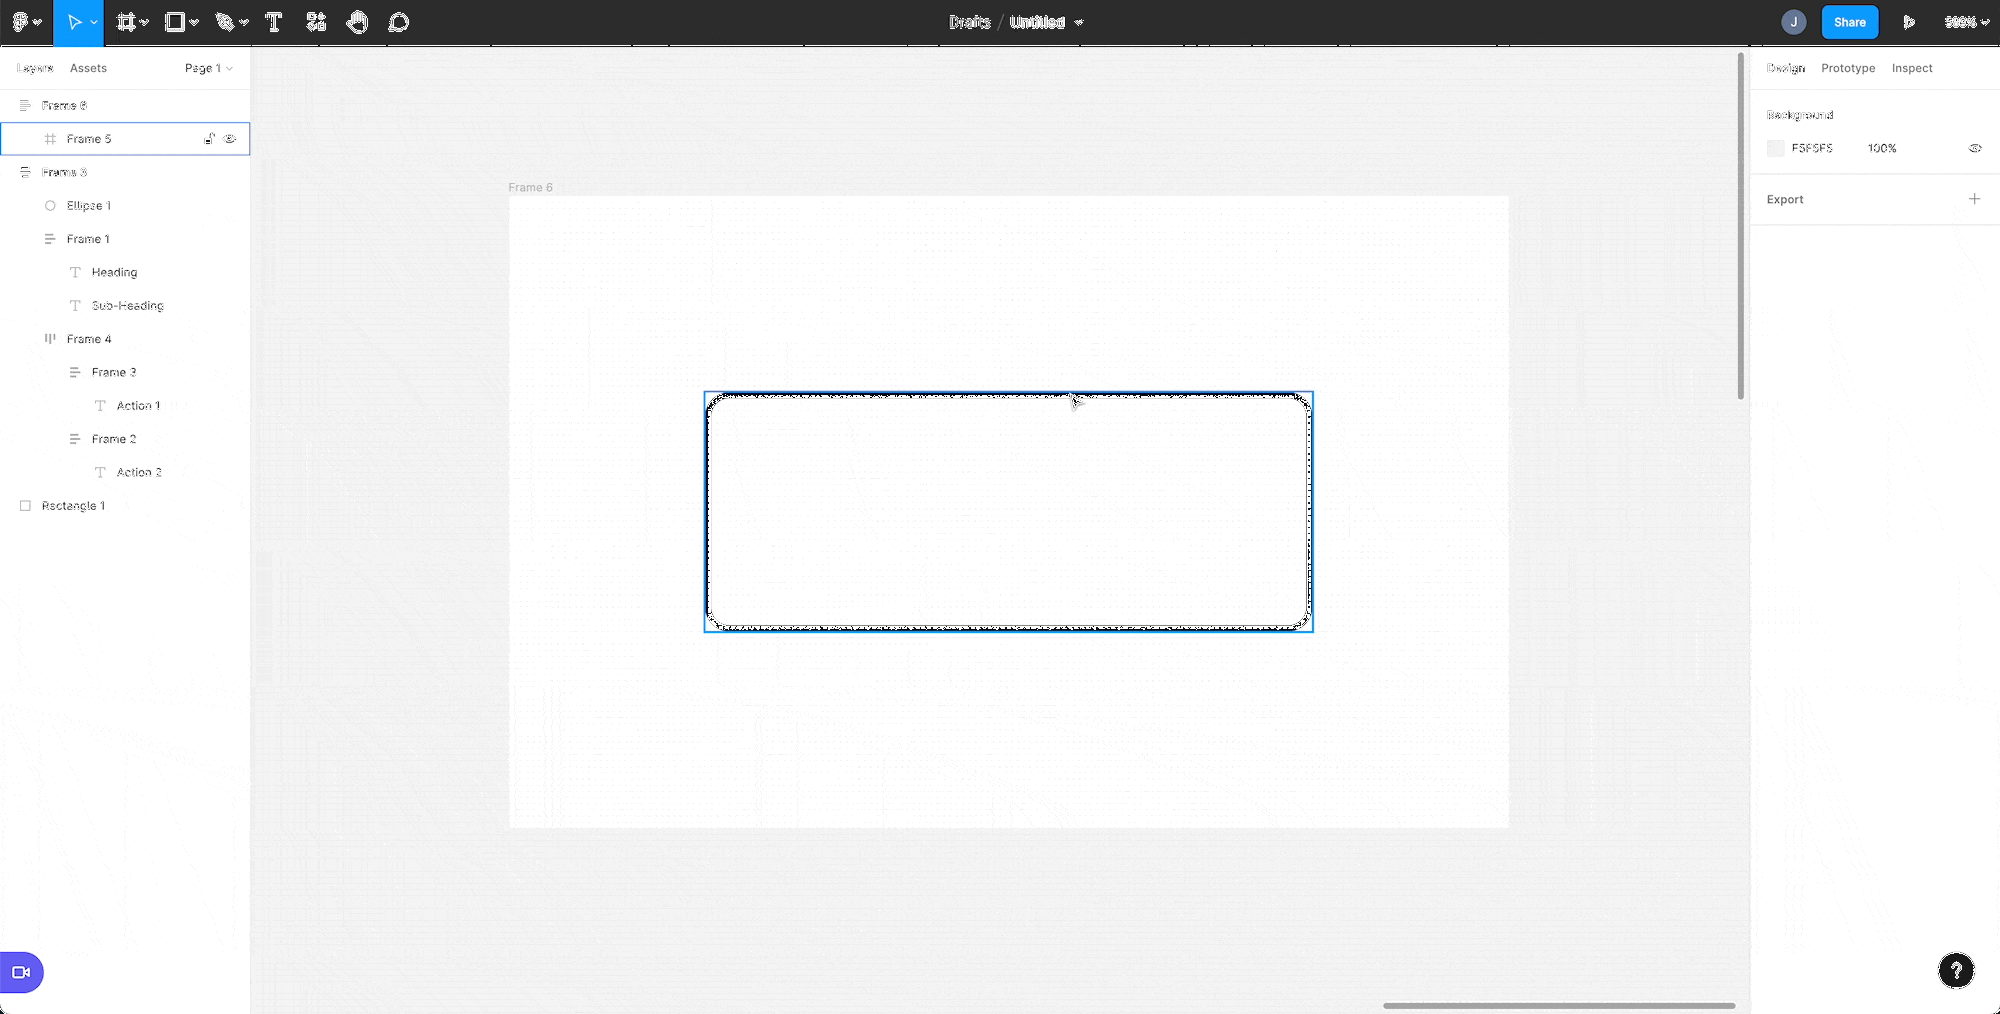 Drafts / Untitled
J
Share
Layers Assets Page 1
Design Prototype Inspect
Frame 6
Frame 5
Frame 3
Ellipse 1
Frame 1
Heading
Sub-Heading
Frame 4
Frame 3
Action 1
Frame 2
Action 2
Rectangle 1
Frame 6
Background
F5F5F5 100%
Export
?